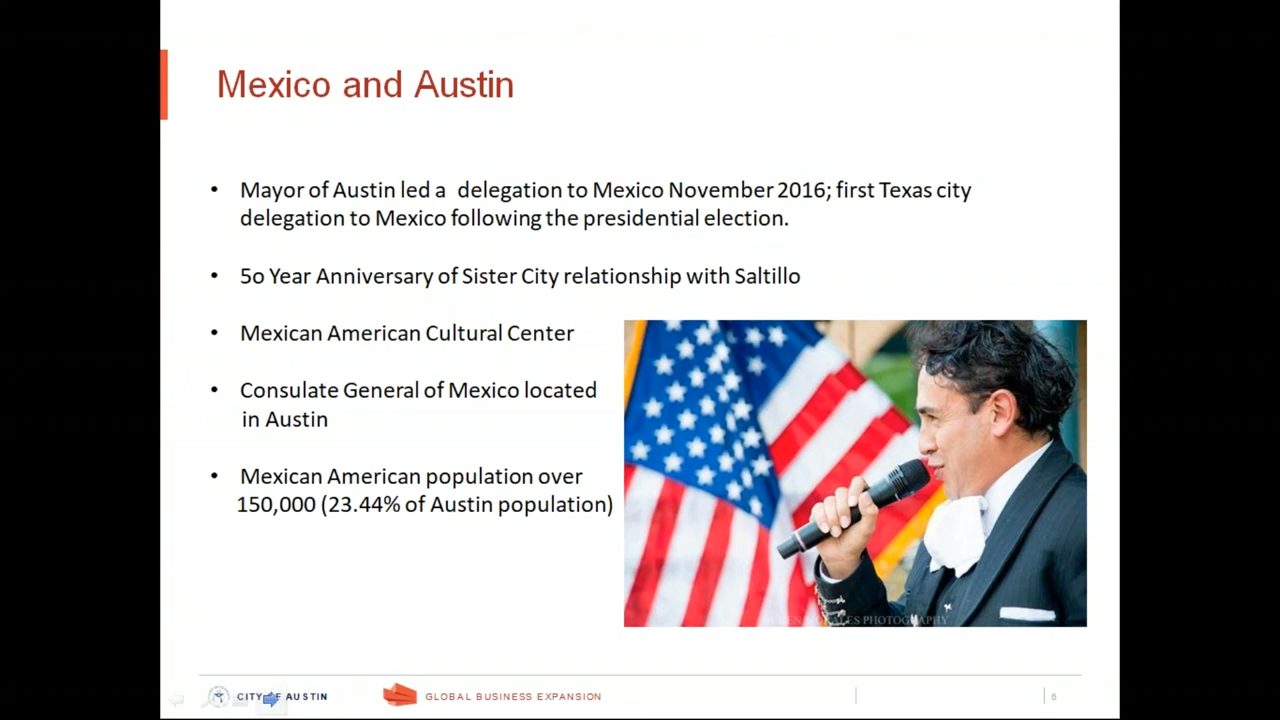 Mexico and Austin
• Mayor of Austin led a  delegation to Mexico November 2016; first Texas city
delegation to Mexico following the presidential election.
• 5o Year Anniversary of Sister City relationship with Saltillo
• Mexican American Cultural Center
• Consulate General of Mexico located
in Austin
• Mexican American population over
150,000 (23.44% of Austin population)
PHOTOGRAPHY
CITY OF AUSTIN
GLOBAL BUSINESS EXPANSION
6